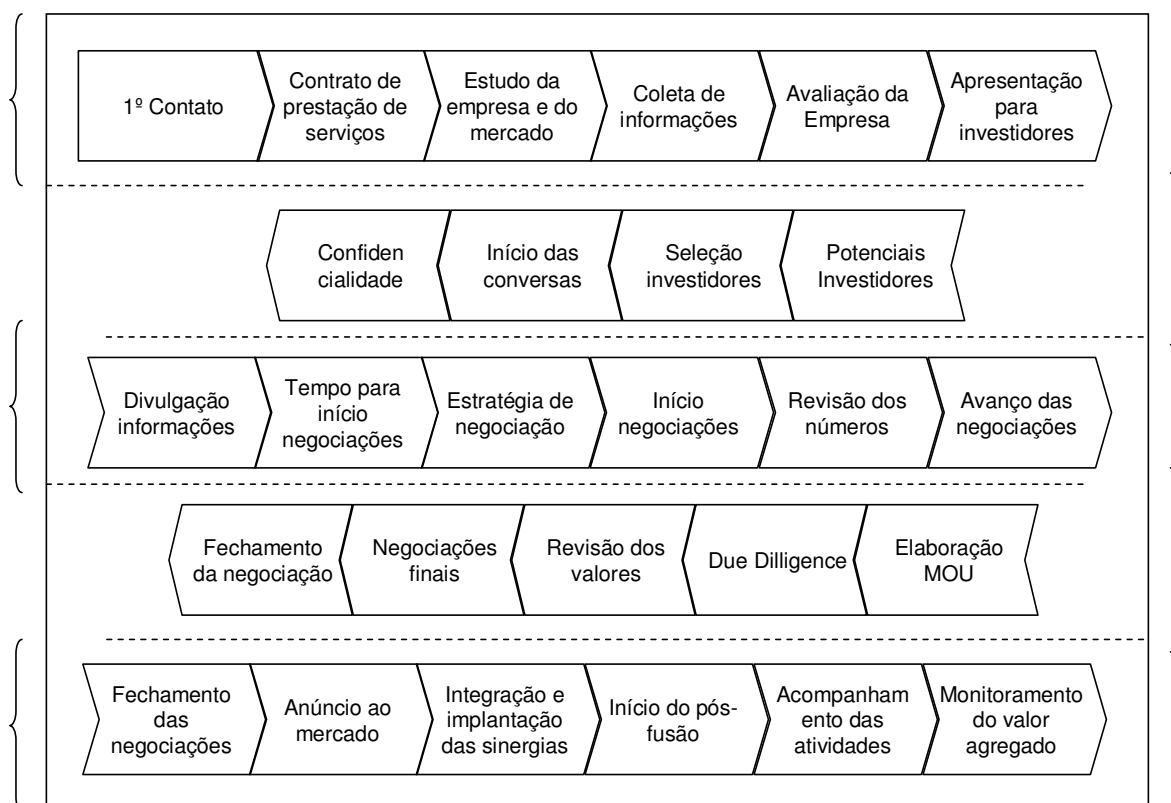 1º Contato
Contrato de
prestação de
serviços
Estudo da
empresa e do
mercado
Coleta de
informações
Avaliação da
Empresa
Apresentação
para
investidores
Confiden
cialidade
Início das
conversas
Seleção
investidores
Potenciais
Investidores
Divulgação
informações
Tempo para
início
negociações
Estratégia de
negociação
Início
negociações
Revisão dos
números
Avanço das
negociações
Fechamento
da negociação
Negociações
finais
Revisão dos
valores
Due Dilligence
Elaboração
MOU
Fechamento
das
negociações
Anúncio ao
mercado
Integração e
implantação
das sinergias
Início do pós-
fusão
Acompanham
ento das
atividades
Monitoramento
do valor
agregado